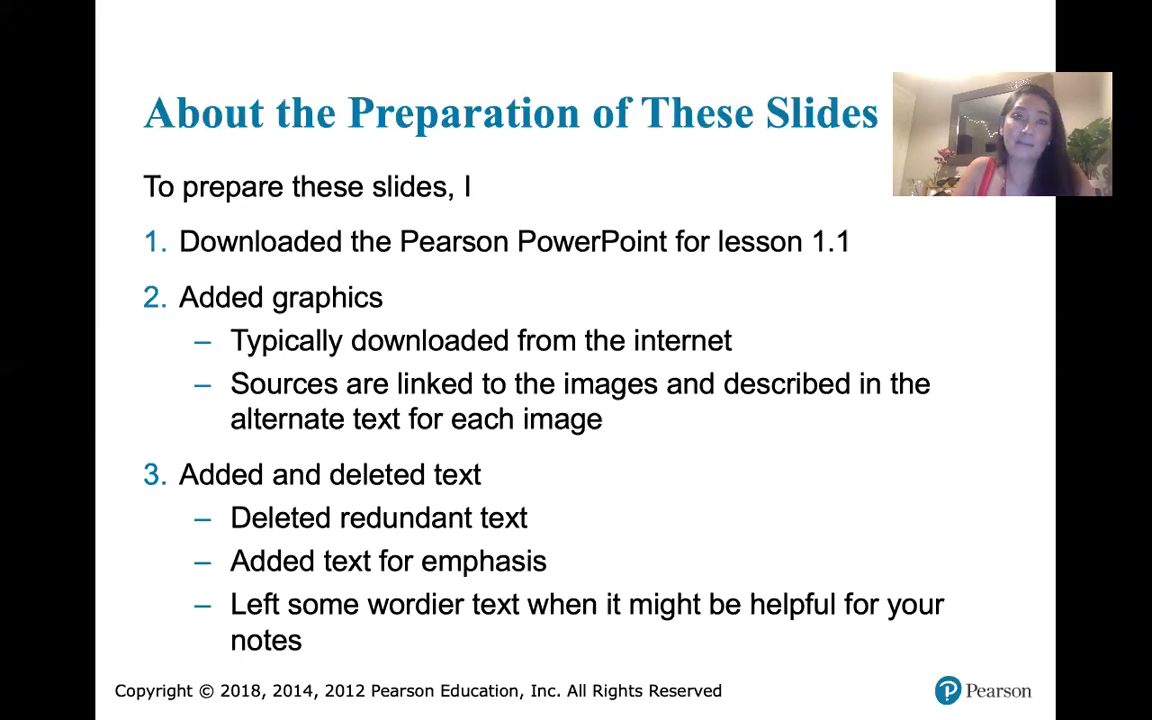 About the Preparation of These Slides
To prepare these slides, I
1. Downloaded the Pearson PowerPoint for lesson 1.1
2. Added graphics
– Typically downloaded from the internet
– Sources are linked to the images and described in the
alternate text for each image
3. Added and deleted text
– Deleted redundant text
– Added text for emphasis
– Left some wordier text when it might be helpful for your
notes
Copyright © 2018, 2014, 2012 Pearson Education, Inc. All Rights Reserved
P Pearson